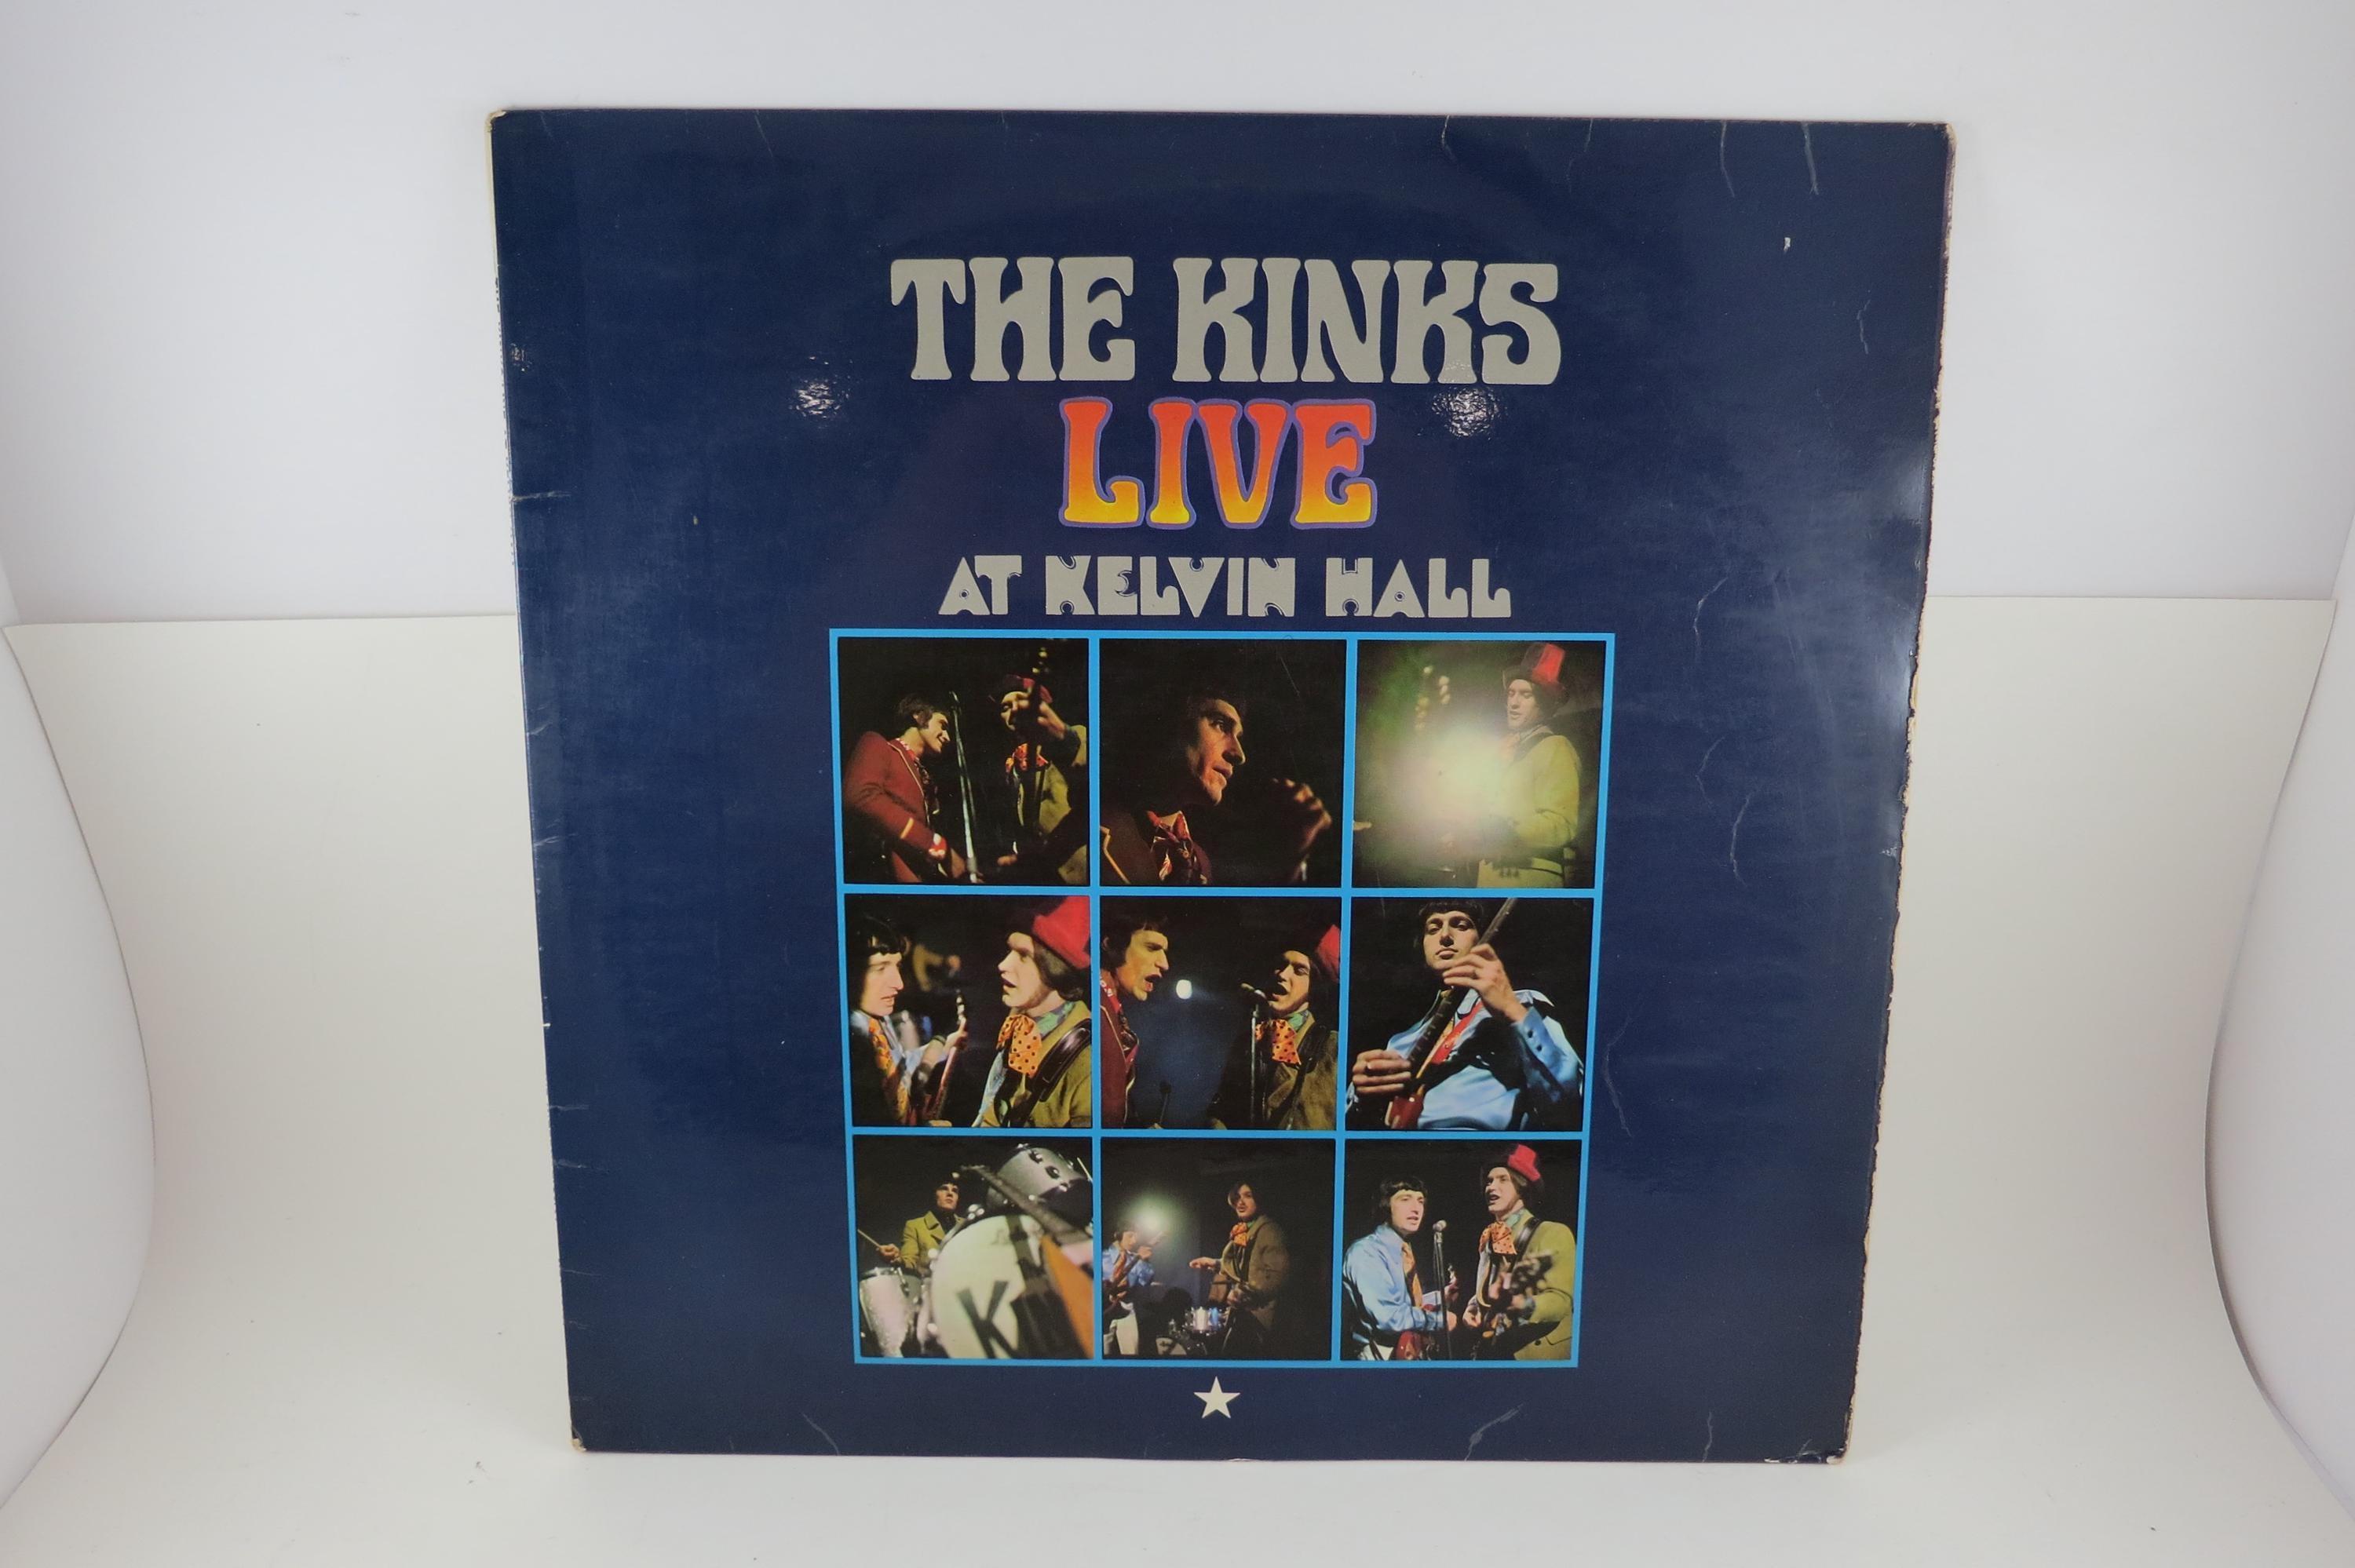 THE KINKS
LIVE
AT KELVIN HALL